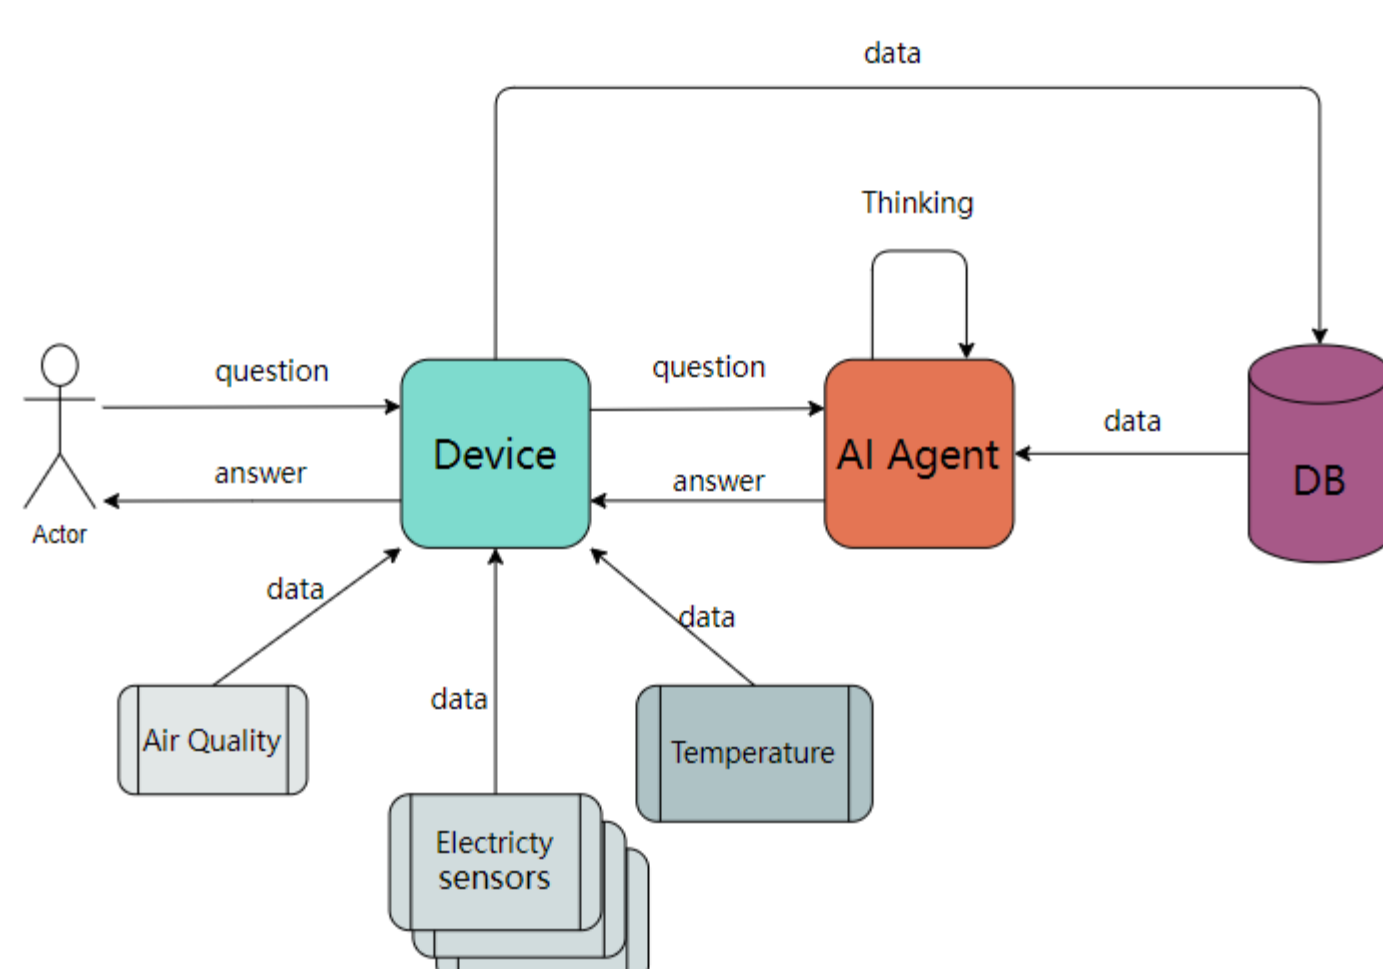 data
Thinking
question
question
Device
AI Agent
data
DB
answer
answer
Actor
data
data
data
Air Quality
Temperature
Electricty
sensors